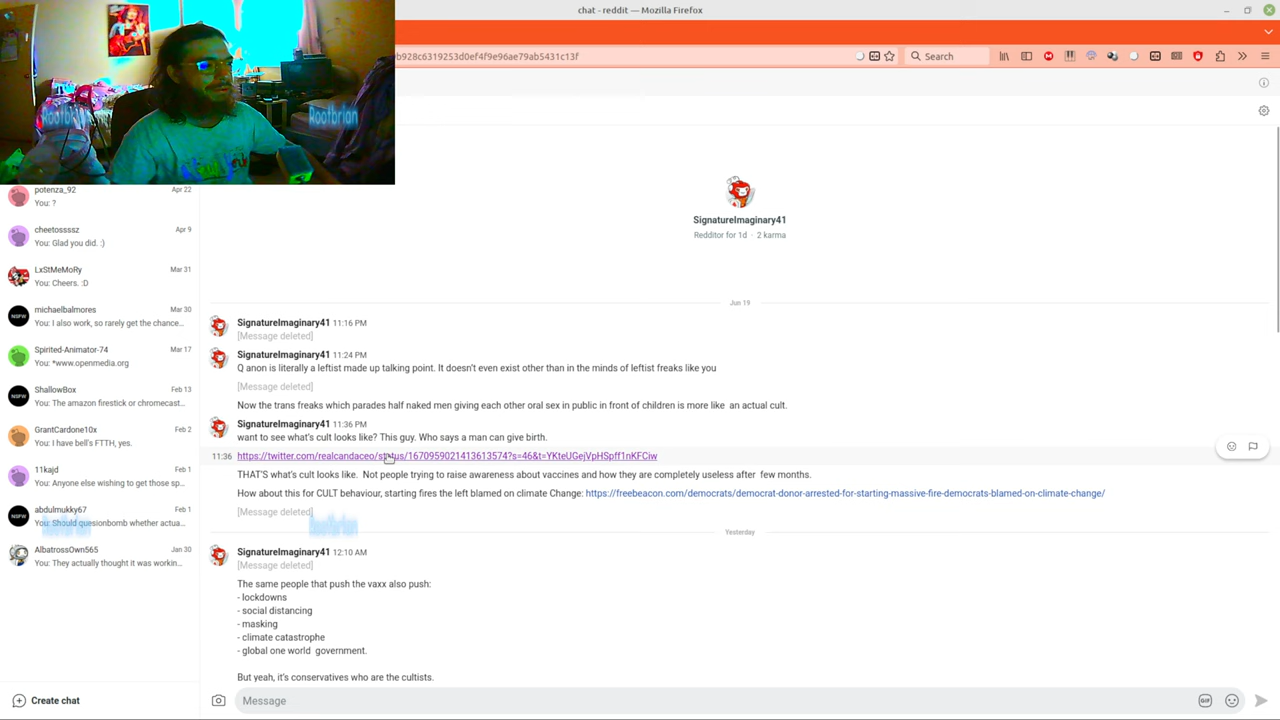 chat - reddit — Mozilla Firefox
b928c6319253d0ef4f9e96ae79ab5431c13f
Search
Rootbrian
Rootbrian
potenza_92 Apr 22
You: ?
cheetossssz Apr 9
You: Glad you did. :)
LxStMeMoRy Mar 31
You: Cheers. :D
michaelbalmores Mar 30
You: I also work, so rarely get the chance...
Spirited-Animator-74 Mar 17
You: *www.openmedia.org
ShallowBox Feb 13
You: The amazon firestick or chromecast...
GrantCardone10x Feb 2
You: I have bell's FTTH, yes.
11kajd Feb 1
You: Anyone else wishing to get those sp...
abdulmukky67 Feb 1
You: Should quesionbomb whether actua...
AlbatrossOwn565 Jan 30
You: They actually thought it was workin...
Create chat
SignatureImaginary41
Redditor for 1d · 2 karma
Jun 19
SignatureImaginary41 11:16 PM
[Message deleted]
SignatureImaginary41 11:24 PM
Q anon is literally a leftist made up talking point. It doesn't even exist other than in the minds of leftist freaks like you
[Message deleted]
Now the trans freaks which parades half naked men giving each other oral sex in public in front of children is more like an actual cult.
SignatureImaginary41 11:36 PM
want to see what's cult looks like? This guy. Who says a man can give birth.
11:36 https://twitter.com/realcandaceo/status/1670959021413613574?s=46&t=YKteUGejVpHSpff1nKFCiw
THAT'S what's cult looks like. Not people trying to raise awareness about vaccines and how they are completely useless after few months.
How about this for CULT behaviour, starting fires the left blamed on climate Change: https://freebeacon.com/democrats/democrat-donor-arrested-for-starting-massive-fire-democrats-blamed-on-climate-change/
[Message deleted]
Yesterday
SignatureImaginary41 12:10 AM
[Message deleted]
The same people that push the vaxx also push:
- lockdowns
- social distancing
- masking
- climate catastrophe
- global one world government.
But yeah, it's conservatives who are the cultists.
Message
GIF